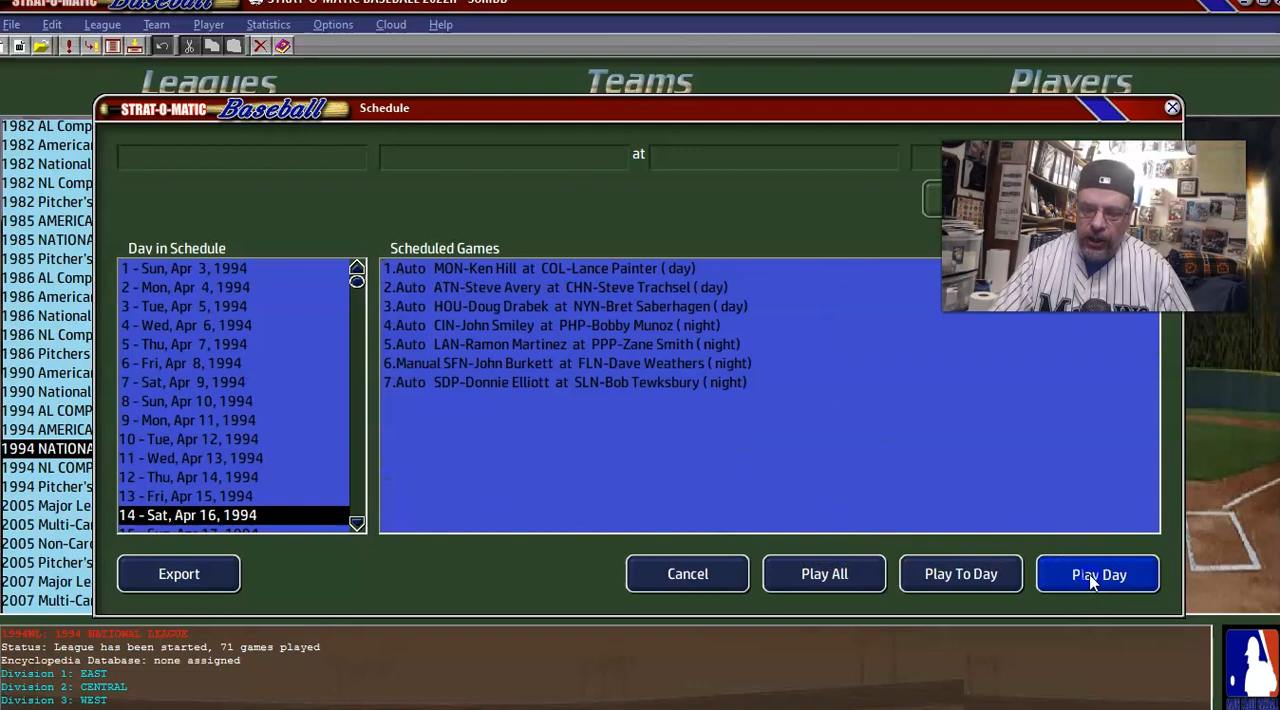 STRAT-O-MATIC Baseball
File Edit League Team Player Statistics Options Cloud Help
Leagues Teams Players
STRAT-O-MATIC Baseball Schedule
at
Day in Schedule
Scheduled Games
1 - Sun, Apr 3, 1994
2 - Mon, Apr 4, 1994
3 - Tue, Apr 5, 1994
4 - Wed, Apr 6, 1994
5 - Thu, Apr 7, 1994
6 - Fri, Apr 8, 1994
7 - Sat, Apr 9, 1994
8 - Sun, Apr 10, 1994
9 - Mon, Apr 11, 1994
10 - Tue, Apr 12, 1994
11 - Wed, Apr 13, 1994
12 - Thu, Apr 14, 1994
13 - Fri, Apr 15, 1994
14 - Sat, Apr 16, 1994
1.Auto MON-Ken Hill at COL-Lance Painter ( day)
2.Auto ATN-Steve Avery at CHN-Steve Trachsel ( day)
3.Auto HOU-Doug Drabek at NYN-Bret Saberhagen ( day)
4.Auto CIN-John Smiley at PHP-Bobby Munoz ( night)
5.Auto LAN-Ramon Martinez at PPP-Zane Smith ( night)
6.Manual SFN-John Burkett at FLN-Dave Weathers ( night)
7.Auto SDP-Donnie Elliott at SLN-Bob Tewksbury ( night)
1982 AL Comp
1982 American
1982 National
1982 NL Comp
1982 Pitcher's
1985 AMERICA
1985 NATIONA
1985 Pitcher's
1986 AL Comp
1986 American
1986 National
1986 NL Comp
1986 Pitchers
1990 American
1990 National
1994 AL COMP
1994 AMERICA
1994 NATIONA
1994 NL COMP
1994 Pitcher's
2005 Major Le
2005 Multi-Ca
2005 Non-Car
2005 Pitcher's
2007 Major Le
2007 Multi-Ca
Export Cancel Play All Play To Day Play Day
1994WL: 1994 NATIONAL LEAGUE
Status: League has been started, 71 games played
Encyclopedia Database: none assigned
Division 1: EAST
Division 2: CENTRAL
Division 3: WEST